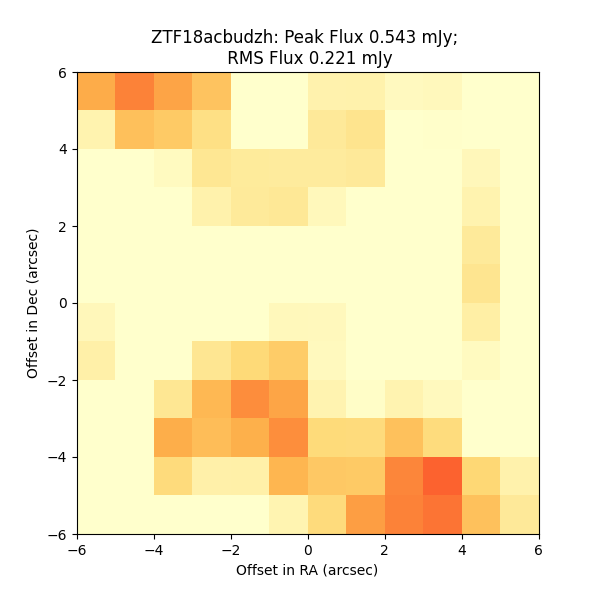 ZTF18acbudzh: Peak Flux 0.543 mJy;
RMS Flux 0.221 mJy
6
4
2
0
−2
−4
−6
Offset in Dec (arcsec)
−6 −4 −2 0 2 4 6
Offset in RA (arcsec)